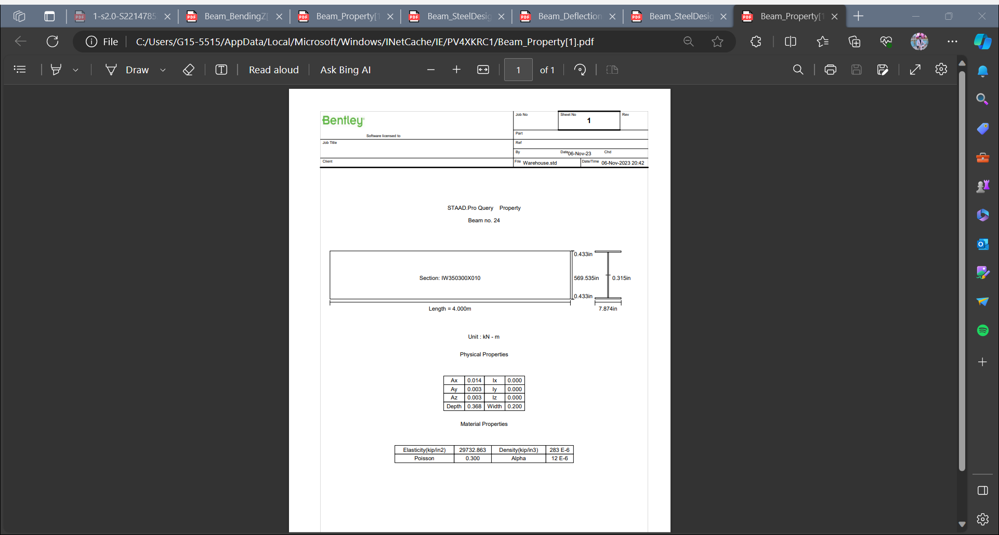 1-s2.0-S2214785
Beam_BendingZ[
Beam_Property[1
Beam_SteelDesig
Beam_Deflection
Beam_SteelDesig
Beam_Property[1
File
C:/Users/G15-5515/AppData/Local/Microsoft/Windows/INetCache/IE/PV4XKRC1/Beam_Property[1].pdf
Draw
Read aloud
Ask Bing AI
1 of 1
Bentley
Software licensed to
Job No
Sheet No
1
Rev
Part
Job Title
Ref
By
Date 06-Nov-23
Chd
Client
File Warehouse.std
Date/Time 06-Nov-2023 20:42
STAAD.Pro Query Property
Beam no. 24
0.433in
Section: IW350300X010
569.535in
0.315in
0.433in
Length = 4.000m
7.874in
Unit : kN - m
Physical Properties
Ax 0.014 Ix 0.000
Ay 0.003 Iy 0.000
Az 0.003 Iz 0.000
Depth 0.368 Width 0.200
Material Properties
Elasticity(kip/in2) 29732.863 Density(kip/in3) 283 E-6
Poisson 0.300 Alpha 12 E-6